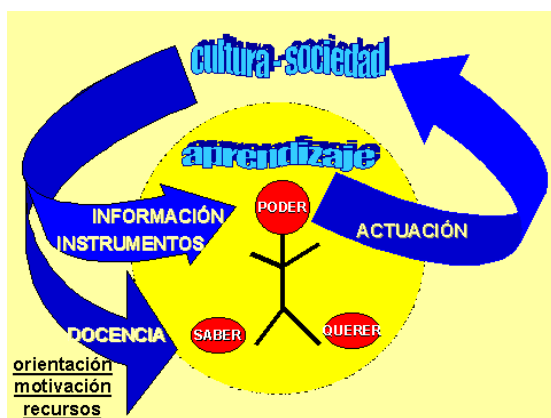 cultura - sociedad
aprendizaje
PODER
INFORMACIÓN
INSTRUMENTOS
ACTUACIÓN
DOCENCIA
SABER
QUERER
orientación
motivación
recursos